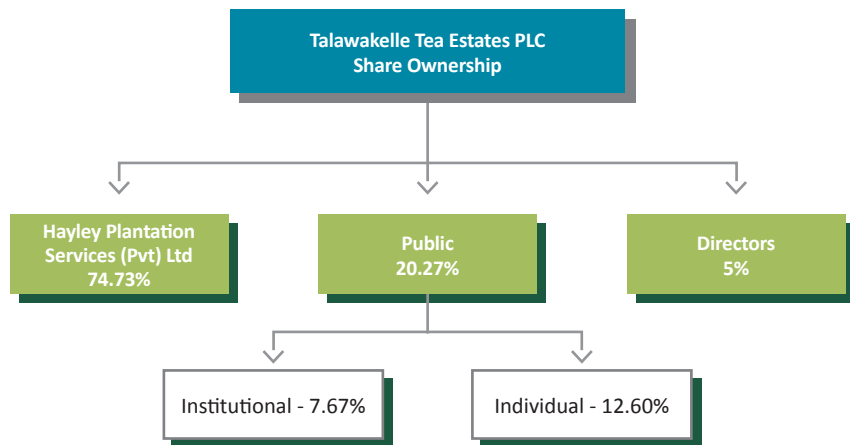 Talawakelle Tea Estates PLC
Share Ownership
Hayley Plantation
Services (Pvt) Ltd
74.73%
Public
20.27%
Directors
5%
Institutional - 7.67%
Individual - 12.60%